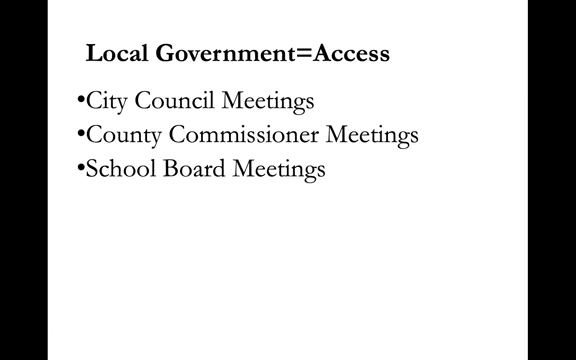 Local Government=Access
•City Council Meetings
•County Commissioner Meetings
•School Board Meetings